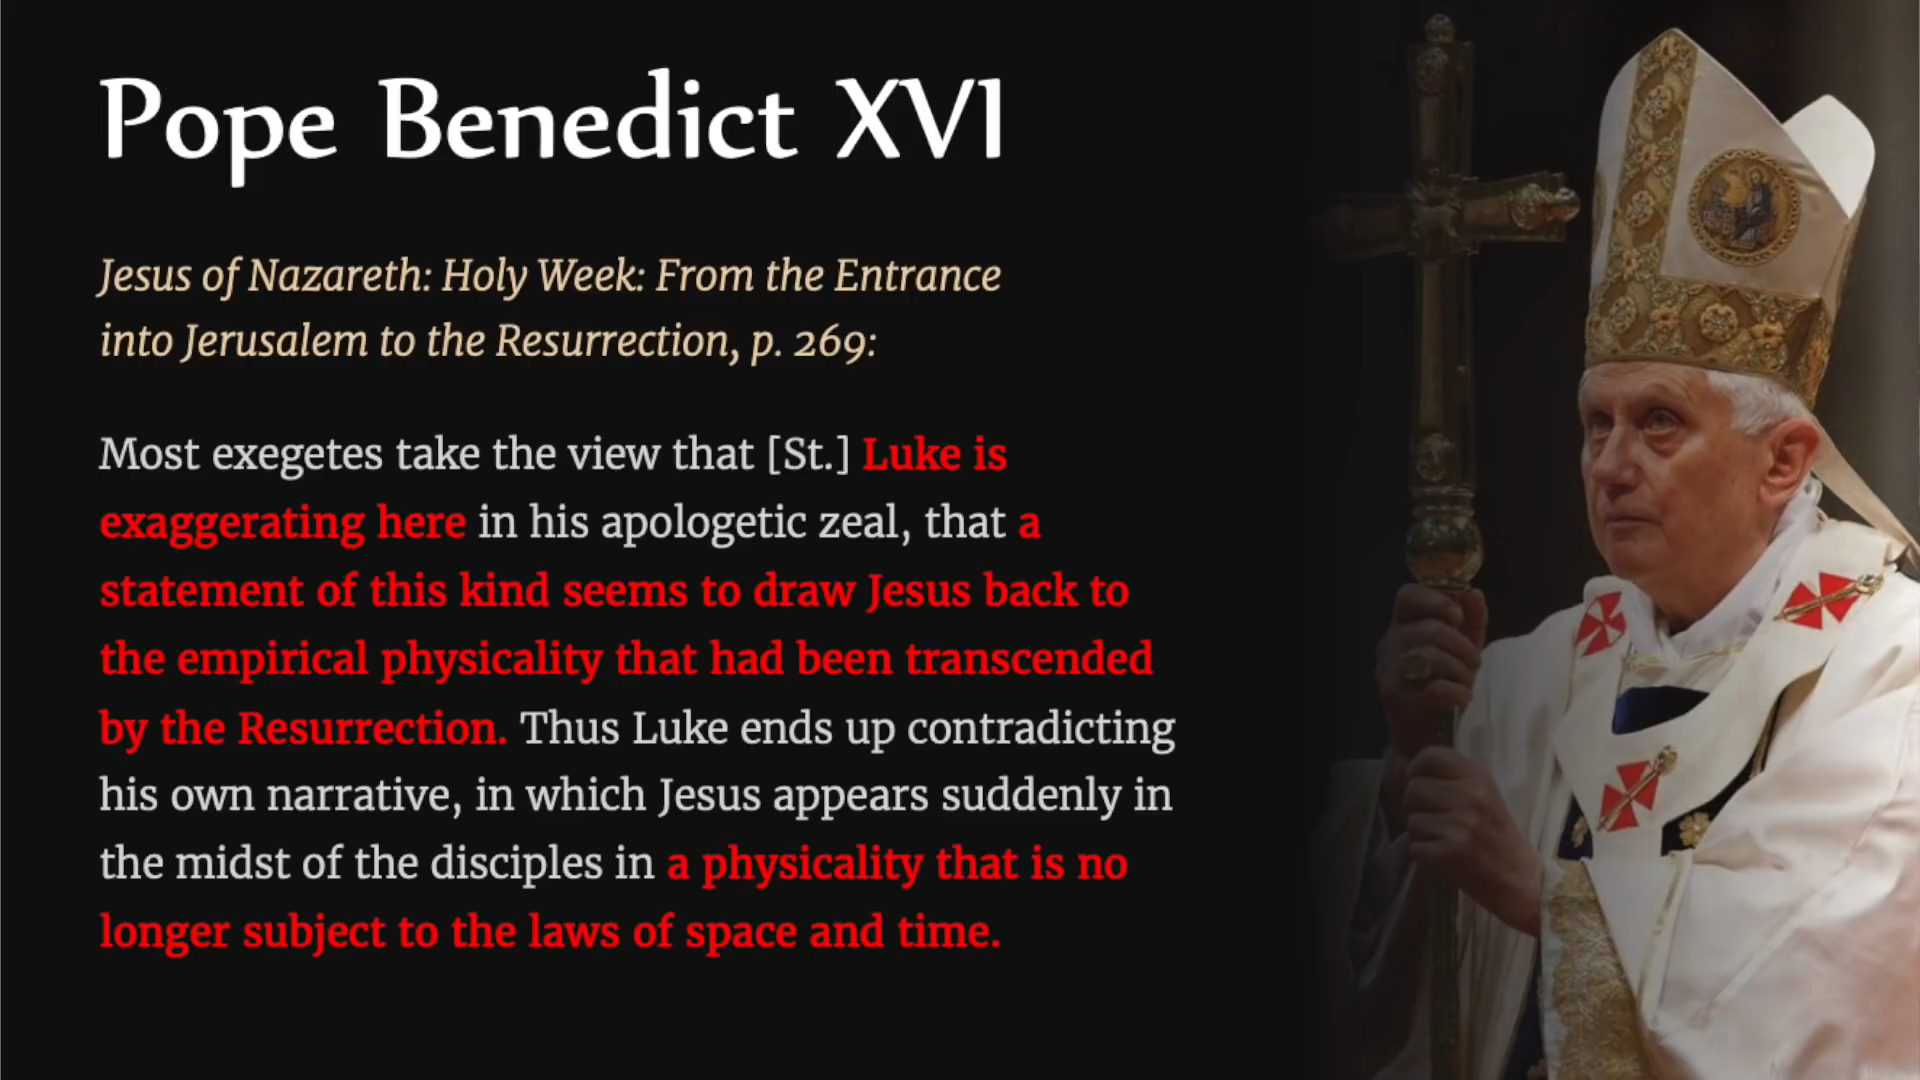 Pope Benedict XVI
Jesus of Nazareth: Holy Week: From the Entrance
into Jerusalem to the Resurrection, p. 269:
Most exegetes take the view that [St.] Luke is
exaggerating here in his apologetic zeal, that a
statement of this kind seems to draw Jesus back to
the empirical physicality that had been transcended
by the Resurrection. Thus Luke ends up contradicting
his own narrative, in which Jesus appears suddenly in
the midst of the disciples in a physicality that is no
longer subject to the laws of space and time.